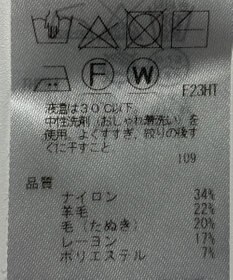 F
W
F23HT
液温は30℃以下、
中性洗剤(おしゃれ着洗い)を
使用。よくすすぎ、絞りの後す
ぐに干すこと。
109
品質
ナイロン 34%
羊毛 22%
毛(たぬき) 20%
レーヨン 17%
ポリエステル 7%